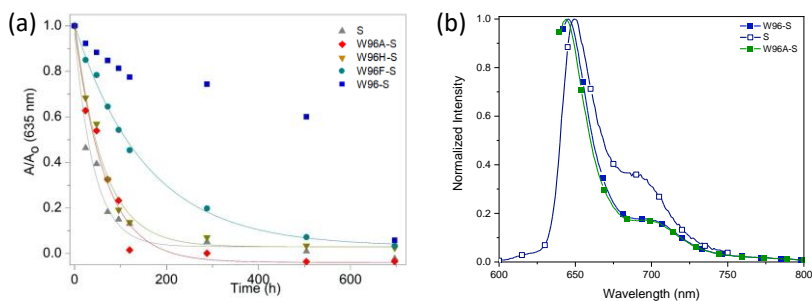 (a)
S
W96A-S
W96H-S
W96F-S
W96-S
A/Ao (635 nm)
1.0
0.8
0.6
0.4
0.2
0.0
0
200
400
600
Time (h)
(b)
W96-S
S
W96A-S
Normalized Intensity
1.0
0.8
0.6
0.4
0.2
0.0
600
650
700
750
800
Wavelength (nm)